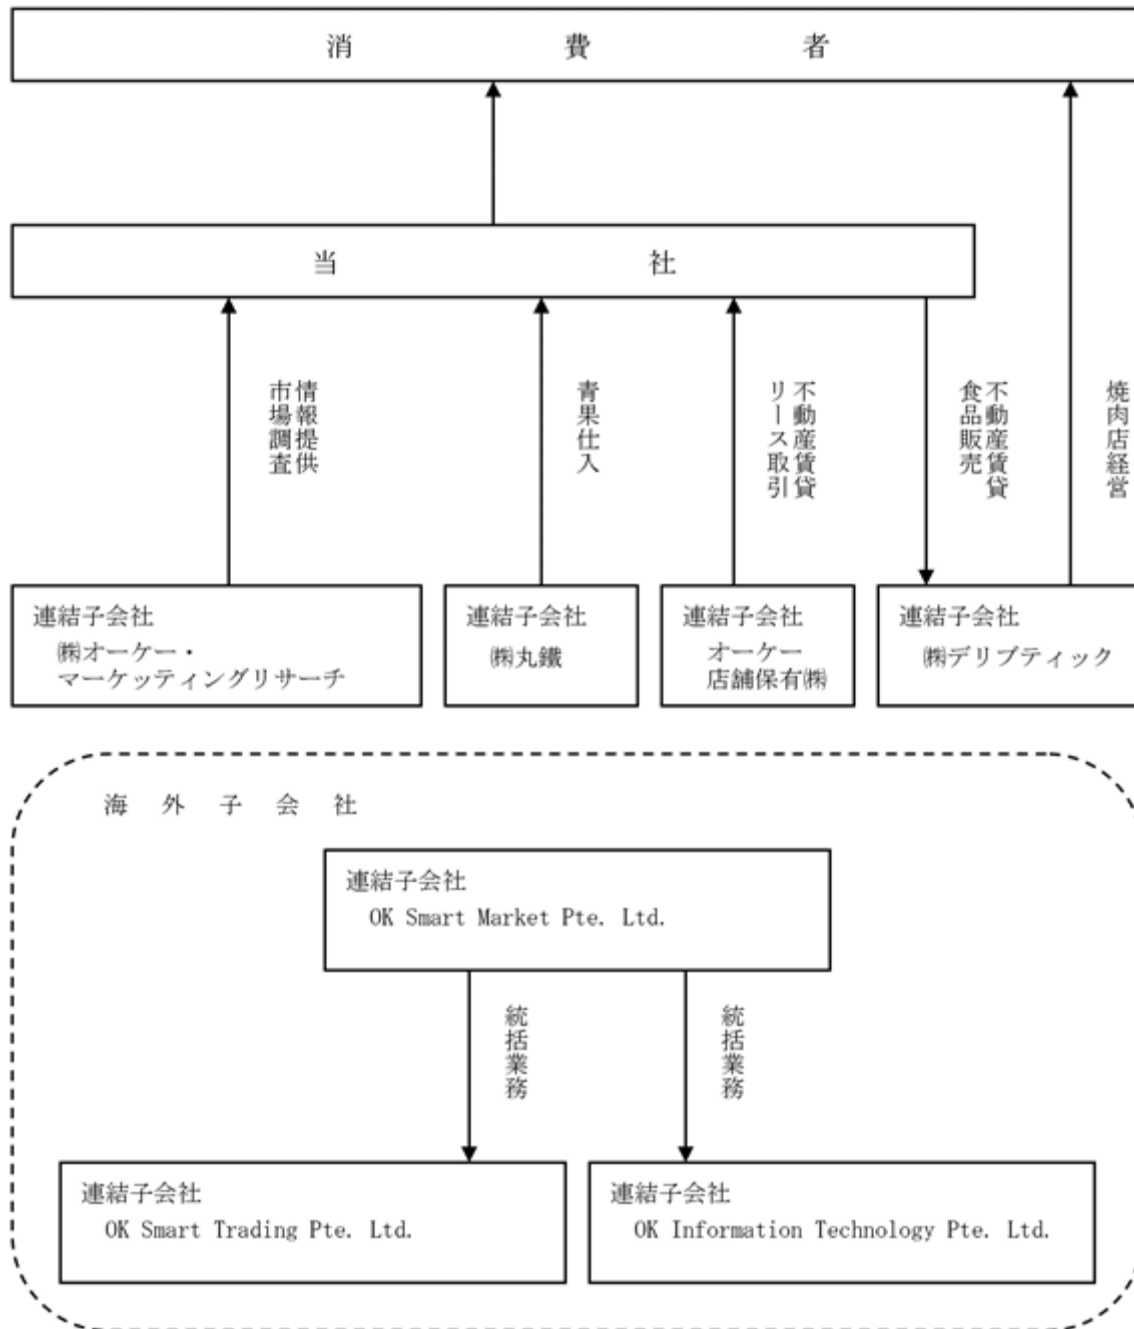 消費者
当社
情報提供
市場調査
青果仕入
不動産賃貸
リース取引
不動産賃貸
食品販売
焼肉店経営
連結子会社
㈱オーケー・
マーケッティングリサーチ
連結子会社
㈱丸鐵
連結子会社
オーケー
店舗保有㈱
連結子会社
㈱デリブティック
海外子会社
連結子会社
OK Smart Market Pte. Ltd.
統括業務
統括業務
連結子会社
OK Smart Trading Pte. Ltd.
連結子会社
OK Information Technology Pte. Ltd.